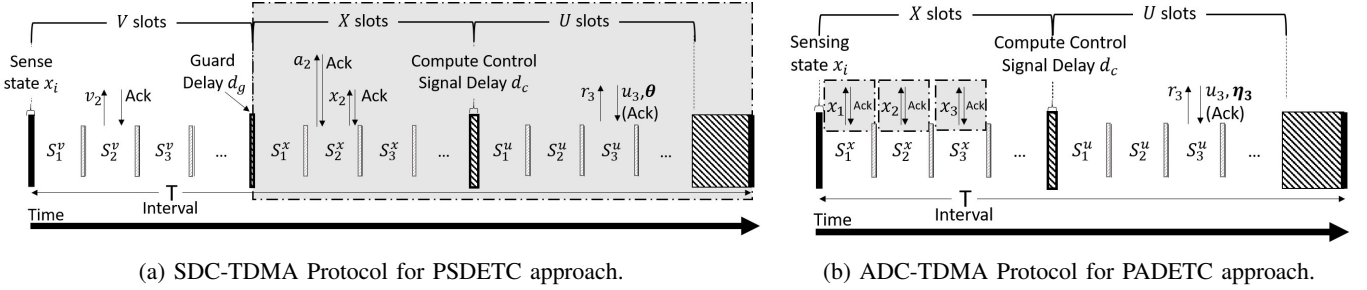 V slots
X slots
U slots
Sense
state x_i
Guard
Delay d_g
v_2
Ack
a_2
Ack
x_2
Ack
Compute Control
Signal Delay d_c
r_3
u_3, θ
(Ack)
S_1^v
S_2^v
S_3^v
...
S_1^x
S_2^x
S_3^x
...
S_1^u
S_2^u
S_3^u
...
T
Interval
Time
(a) SDC-TDMA Protocol for PSDETC approach.
X slots
U slots
Sensing
state x_i
Compute Control
Signal Delay d_c
x_1
Ack
x_2
Ack
x_3
Ack
r_3
u_3, η_3
(Ack)
S_1^x
S_2^x
S_3^x
...
S_1^u
S_2^u
S_3^u
...
T
Interval
Time
(b) ADC-TDMA Protocol for PADETC approach.